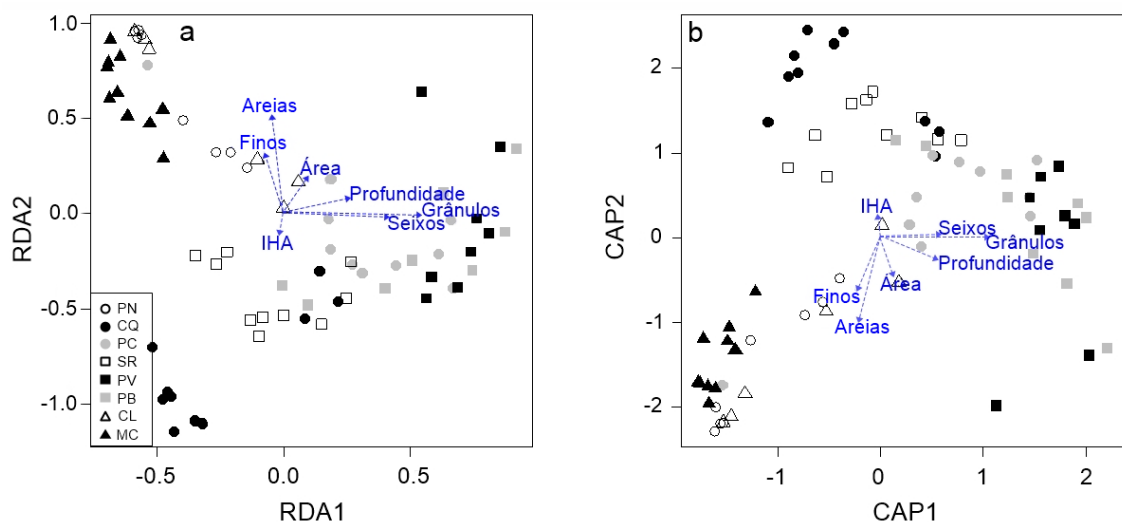 a
RDA2
1.0
0.5
0.0
-0.5
-1.0
Areias
Finos
Área
Profundidade
Grânulos
Seixos
IHA
PN
CQ
PC
SR
PV
PB
CL
MC
-0.5
0.0
0.5
RDA1
b
CAP2
2
1
0
-1
-2
IHA
Seixos
Grânulos
Profundidade
Área
Finos
Areias
-1
0
1
2
CAP1